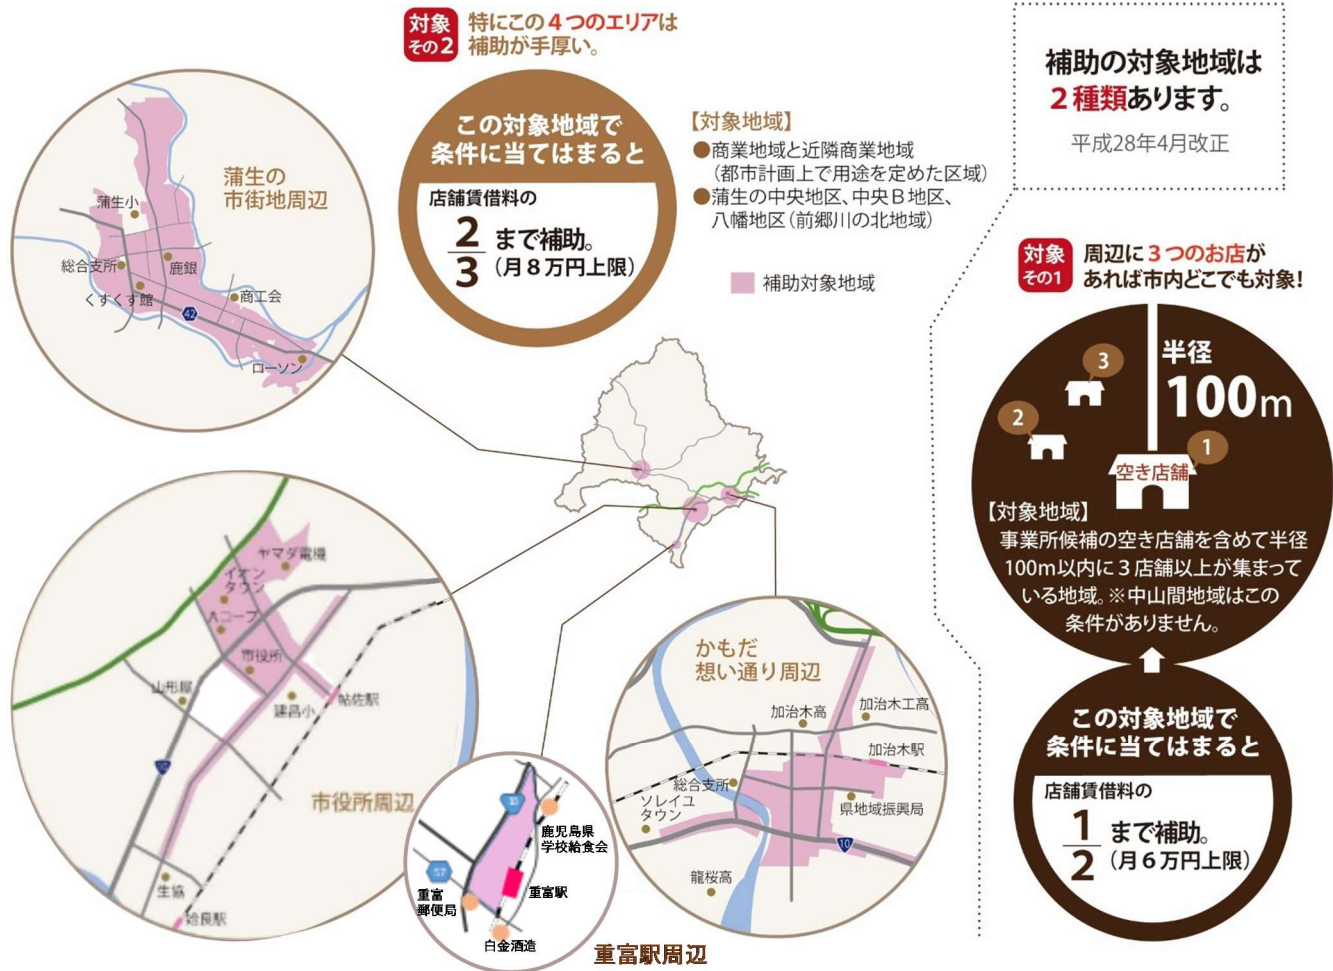 対象
その2
特にこの4つのエリアは
補助が手厚い。
この対象地域で
条件に当てはまると
店舗賃借料の
2
3
まで補助。
(月8万円上限)
【対象地域】
●商業地域と近隣商業地域
(都市計画上で用途を定めた区域)
●蒲生の中央地区、中央B地区、
八幡地区(前郷川の北地域)
補助対象地域
補助の対象地域は
2種類あります。
平成28年4月改正
対象
その1
周辺に3つのお店が
あれば市内どこでも対象!
半径
100m
3
2
1
空き店舗
【対象地域】
事業所候補の空き店舗を含めて半径
100m以内に3店舗以上が集まって
いる地域。※中山間地域はこの
条件がありません。
この対象地域で
条件に当てはまると
店舗賃借料の
1
2
まで補助。
(月6万円上限)
蒲生の
市街地周辺
蒲生小
総合支所
鹿銀
くすくす館
商工会
42
ローソン
ヤマダ電機
イオン
タウン
Aコープ
市役所
山形屋
建昌小
帖佐駅
市役所周辺
生協
姶良駅
10
鹿児島県
学校給食会
57
重富
郵便局
重富駅
白金酒造
重富駅周辺
かもだ
想い通り周辺
加治木高
加治木工高
加治木駅
総合支所
ソレイユ
タウン
県地域振興局
10
龍桜高